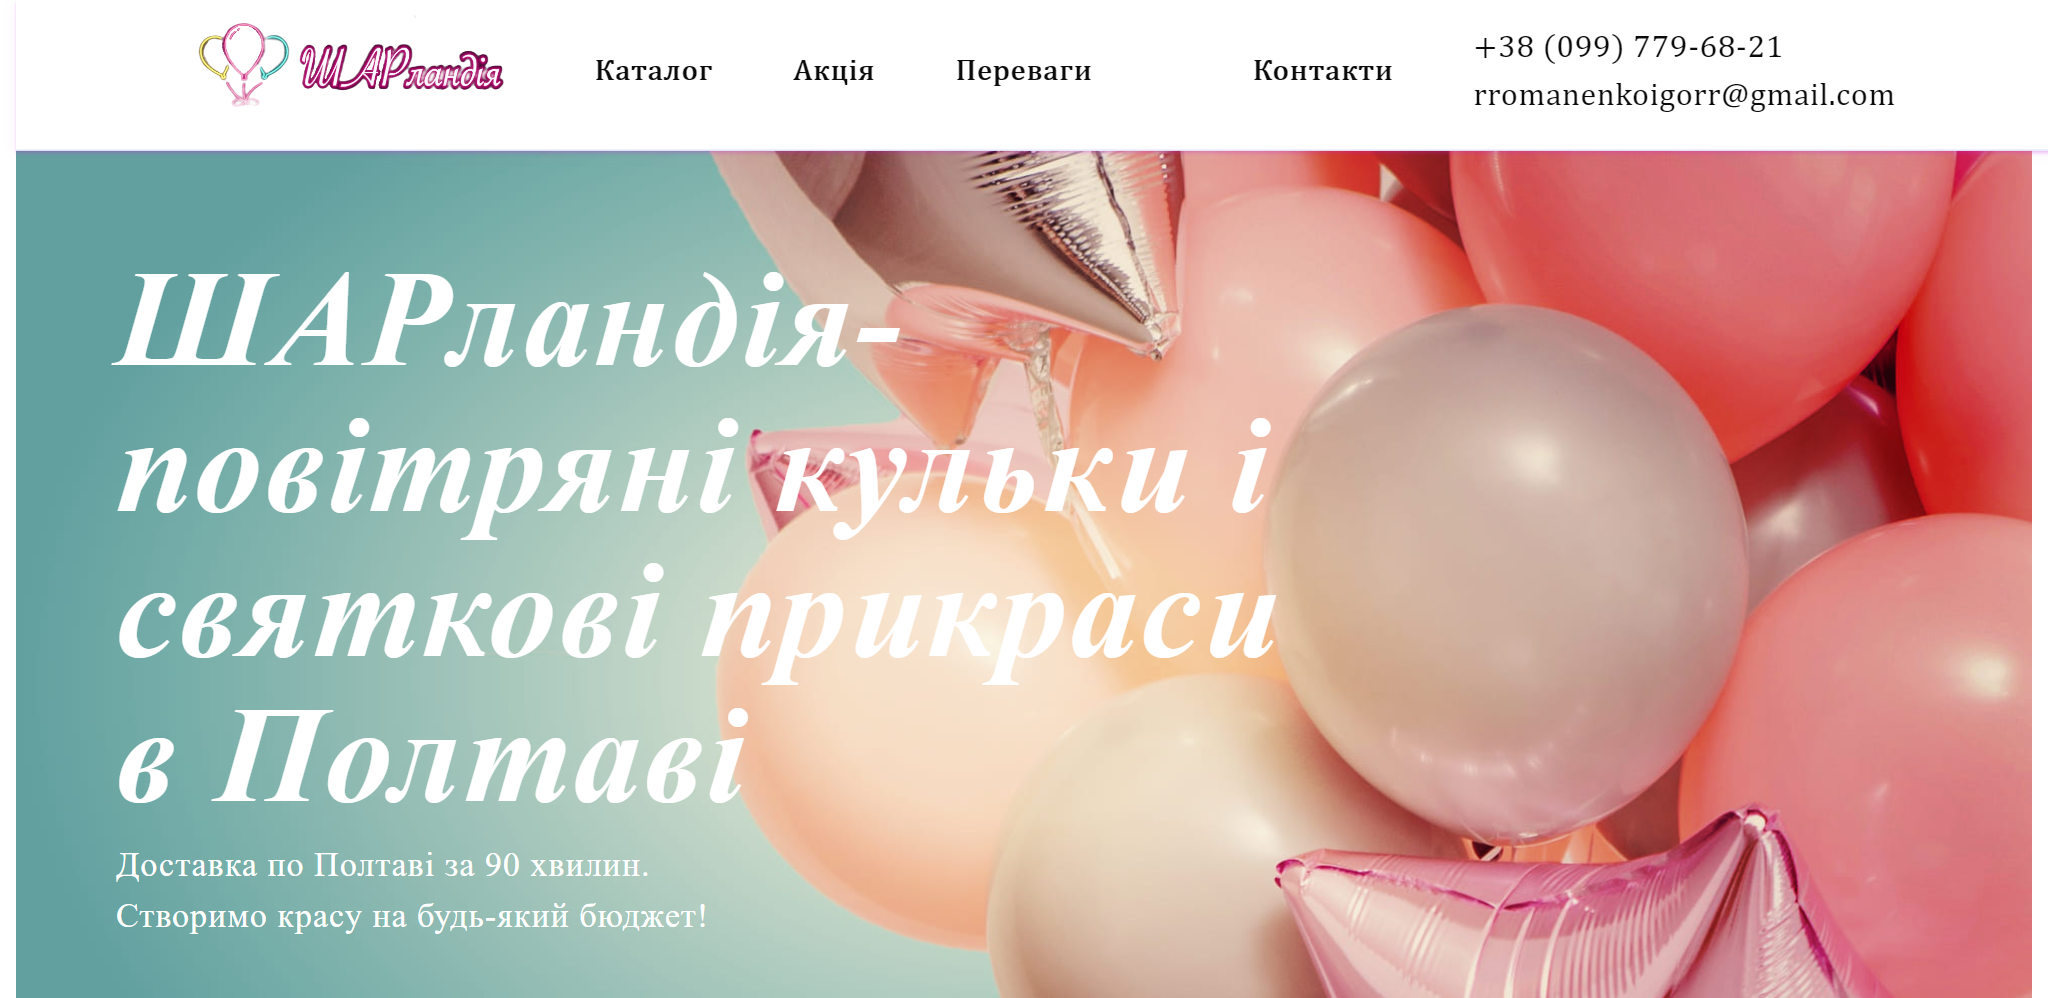 ШАРландія
Каталог
Акція
Переваги
Контакти
+38 (099) 779-68-21
rromanenkoigorr@gmail.com
ШАРландія-
повітряні кульки і
святкові прикраси
в Полтаві
Доставка по Полтаві за 90 хвилин.
Створимо красу на будь-який бюджет!